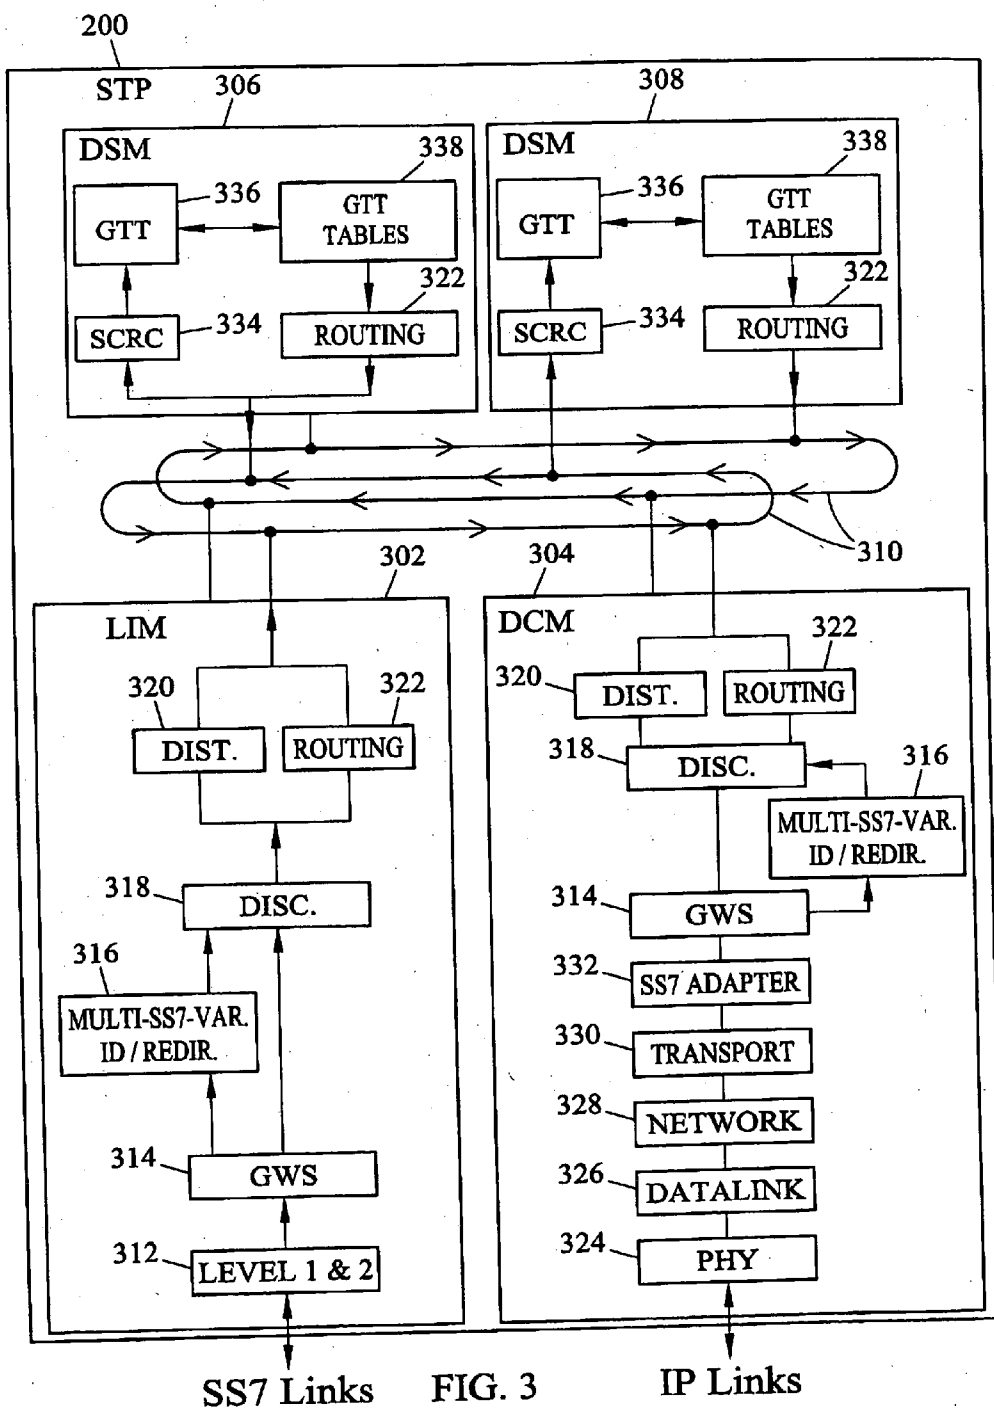 200
STP
306
308
DSM
338
336
GTT
GTT
TABLES
322
334
SCRC
ROUTING
DSM
338
336
GTT
GTT
TABLES
322
334
SCRC
ROUTING
310
302
304
LIM
320
322
DIST.
ROUTING
318
DISC.
316
MULTI-SS7-VAR.
ID / REDIR.
314
GWS
312
LEVEL 1 & 2
DCM
322
320
DIST.
ROUTING
318
DISC.
316
MULTI-SS7-VAR.
ID / REDIR.
314
GWS
332
SS7 ADAPTER
330
TRANSPORT
328
NETWORK
326
DATALINK
324
PHY
SS7 Links
FIG. 3
IP Links